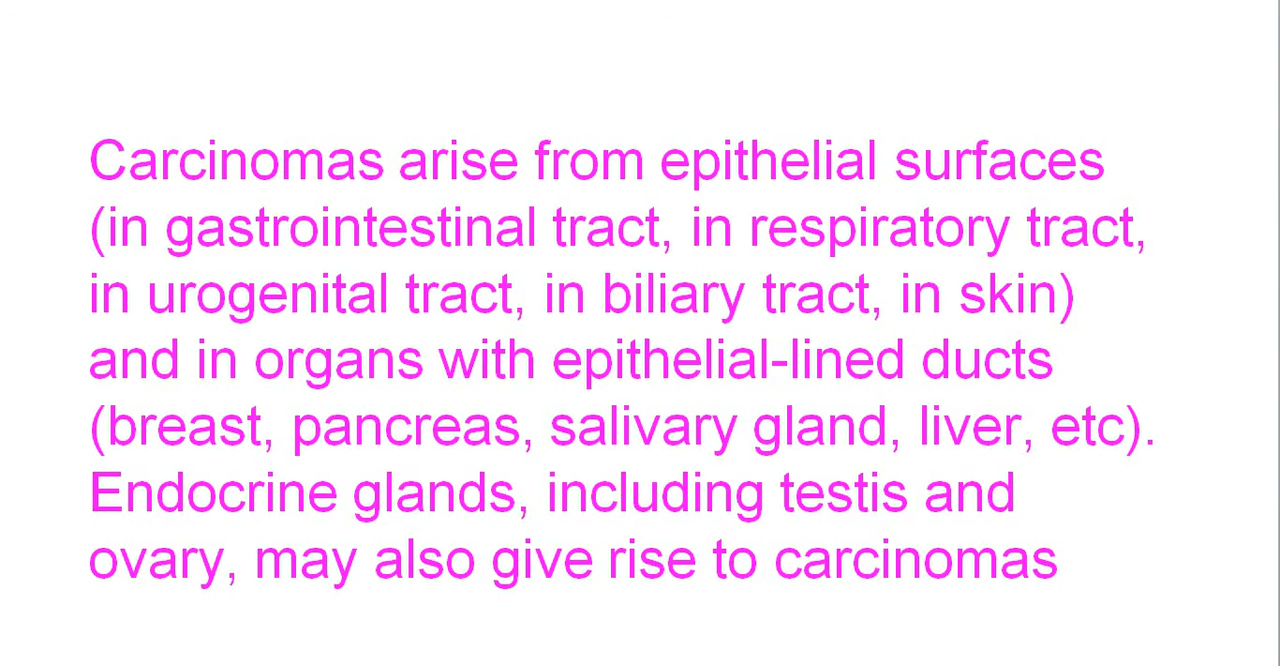 Carcinomas arise from epithelial surfaces
(in gastrointestinal tract, in respiratory tract,
in urogenital tract, in biliary tract, in skin)
and in organs with epithelial-lined ducts
(breast, pancreas, salivary gland, liver, etc).
Endocrine glands, including testis and
ovary, may also give rise to carcinomas